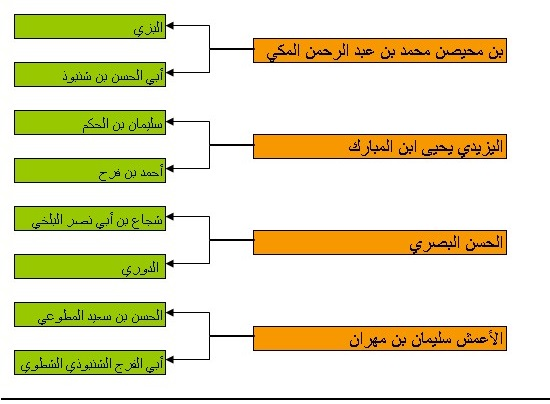 بن محيصن محمد بن عبد الرحمن المكي
البزي
أبي الحسن بن شنبوذ
اليزيدي يحيى ابن المبارك
سليمان بن الحكم
أحمد بن فرح
الحسن البصري
شجاع بن أبي نصر البلخي
الدوري
الأعمش سليمان بن مهران
الحسن بن سعيد المطوعي
أبي الفرج الشنبوذي الشطوي